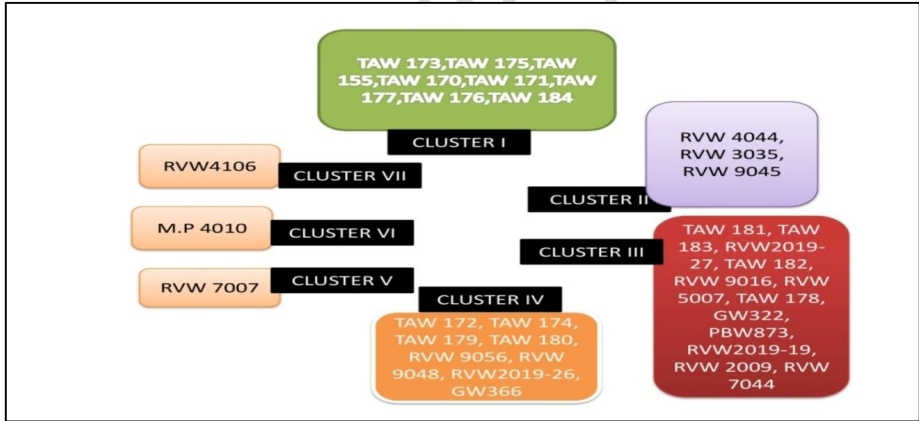 TAW 173,TAW 175,TAW
155,TAW 170,TAW 171,TAW
177,TAW 176,TAW 184
CLUSTER I
RVW 4044,
RVW 3035,
RVW 9045
CLUSTER II
TAW 181, TAW
183, RVW2019-
27, TAW 182,
RVW 9016, RVW
5007, TAW 178,
GW322,
PBW873,
RVW2019-19,
RVW 2009, RVW
7044
CLUSTER III
CLUSTER IV
TAW 172, TAW 174,
TAW 179, TAW 180,
RVW 9056, RVW
9048, RVW2019-26,
GW366
RVW 7007
CLUSTER V
M.P 4010
CLUSTER VI
RVW4106
CLUSTER VII